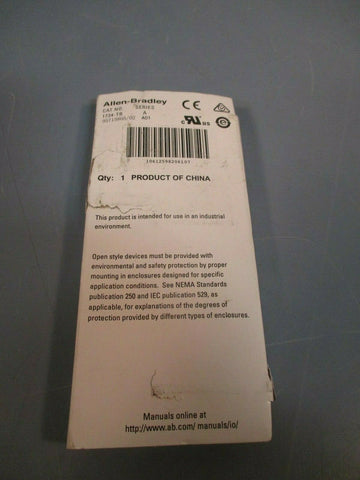 Allen-Bradley
CAT NO. SERIES
1734-TB A
A01
CE
c UL us
10612598206107
Qty: 1 PRODUCT OF CHINA
This product is intended for use in an industrial
environment.
Open style devices must be provided with
environmental and safety protection by proper
mounting in enclosures designed for specific
application conditions. See NEMA Standards
publication 250 and IEC publication 529, as
applicable, for explanations of the degrees of
protection provided by different types of enclosures.
Manuals online at
http://www.ab.com/ manuals/io/